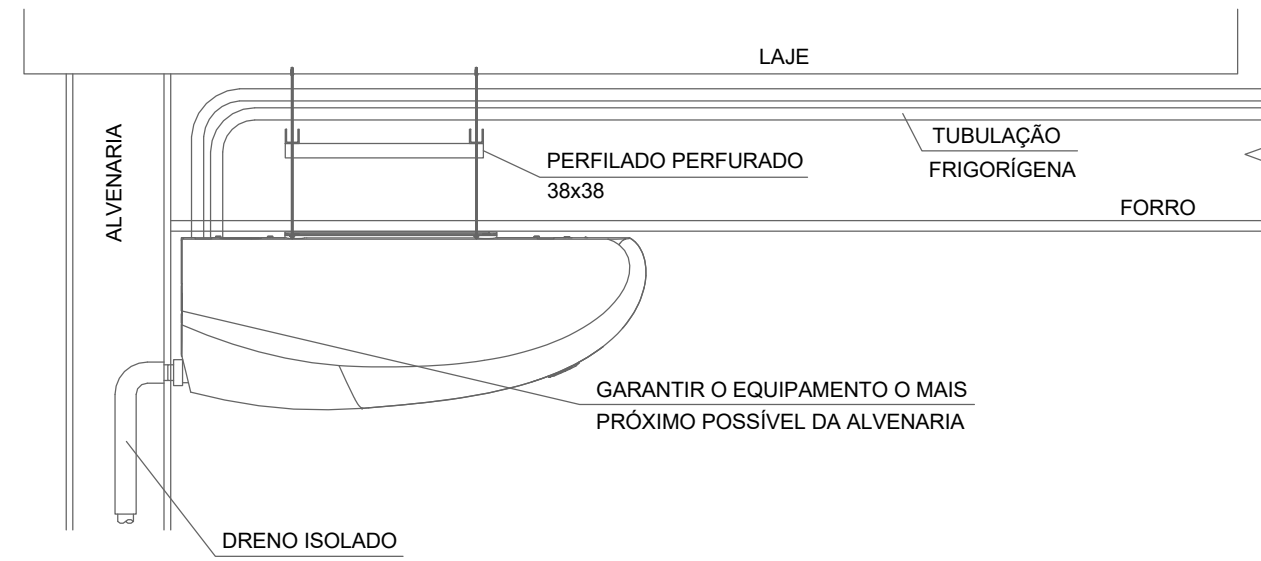 LAJE
ALVENARIA
TUBULAÇÃO
FRIGORÍGENA
PERFILADO PERFURADO
38x38
FORRO
GARANTIR O EQUIPAMENTO O MAIS
PRÓXIMO POSSÍVEL DA ALVENARIA
DRENO ISOLADO